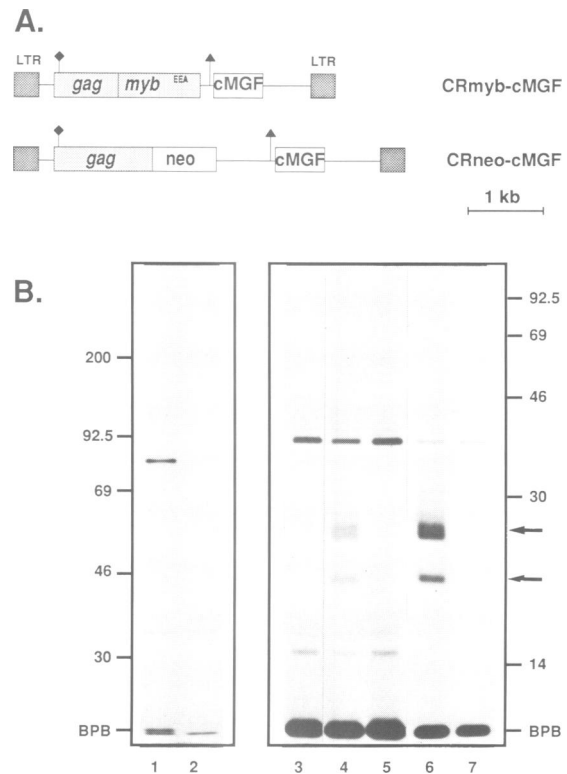 A.
LTR LTR
gag myb EEA cMGF CRmyb-cMGF
gag neo cMGF CRneo-cMGF
1 kb
B.
200
92.5
69
46
30
BPB
92.5
69
46
30
14
BPB
1 2 3 4 5 6 7